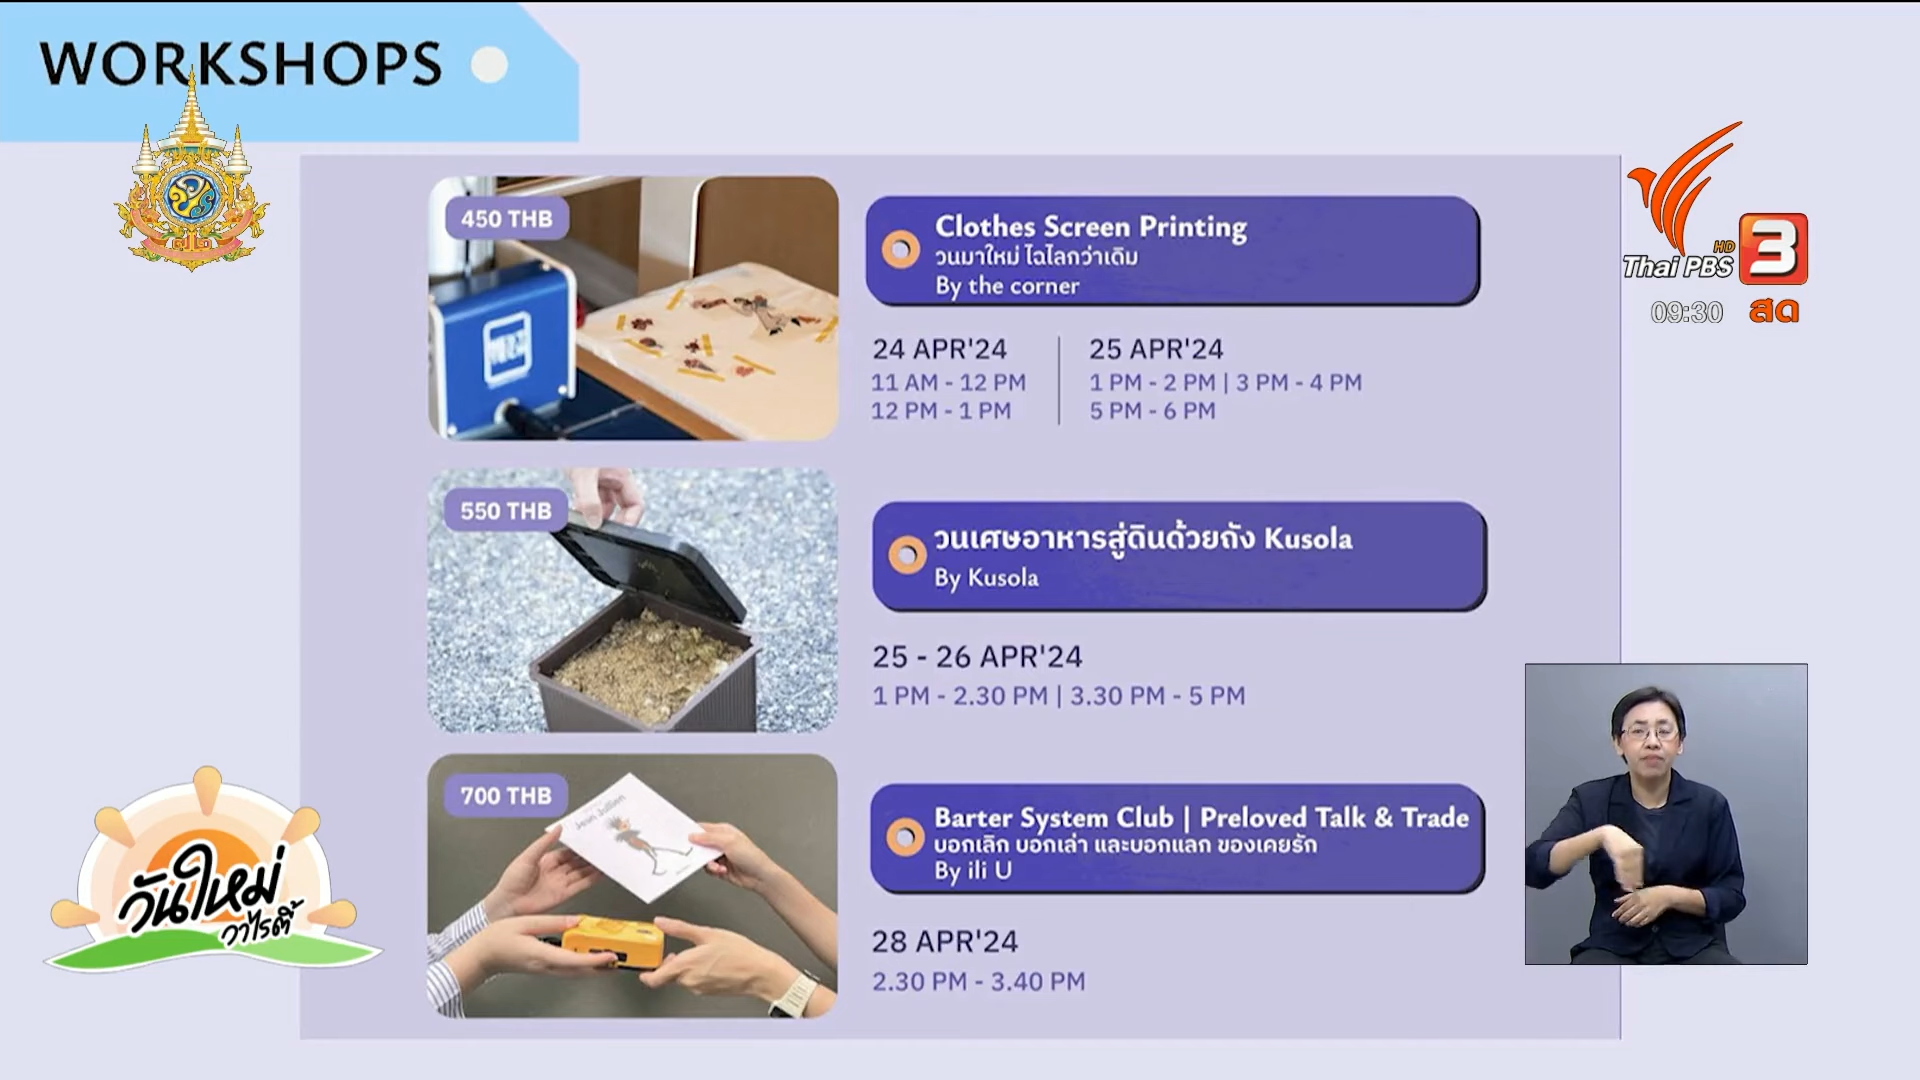 WORKSHOPS
Thai PBS
HD
3
09:30 สด
450 THB
Clothes Screen Printing
วนมาใหม่ ไฉไลกว่าเดิม
By the corner
24 APR'24
11 AM - 12 PM
12 PM - 1 PM
25 APR'24
1 PM - 2 PM | 3 PM - 4 PM
5 PM - 6 PM
550 THB
วนเศษอาหารสู่ดินด้วยถัง Kusola
By Kusola
25 - 26 APR'24
1 PM - 2.30 PM | 3.30 PM - 5 PM
700 THB
Jean Jullien
Barter System Club | Preloved Talk & Trade
บอกเลิก บอกเล่า และบอกแลก ของเคยรัก
By ili U
28 APR'24
2.30 PM - 3.40 PM
วันใหม่
วาไรตี้